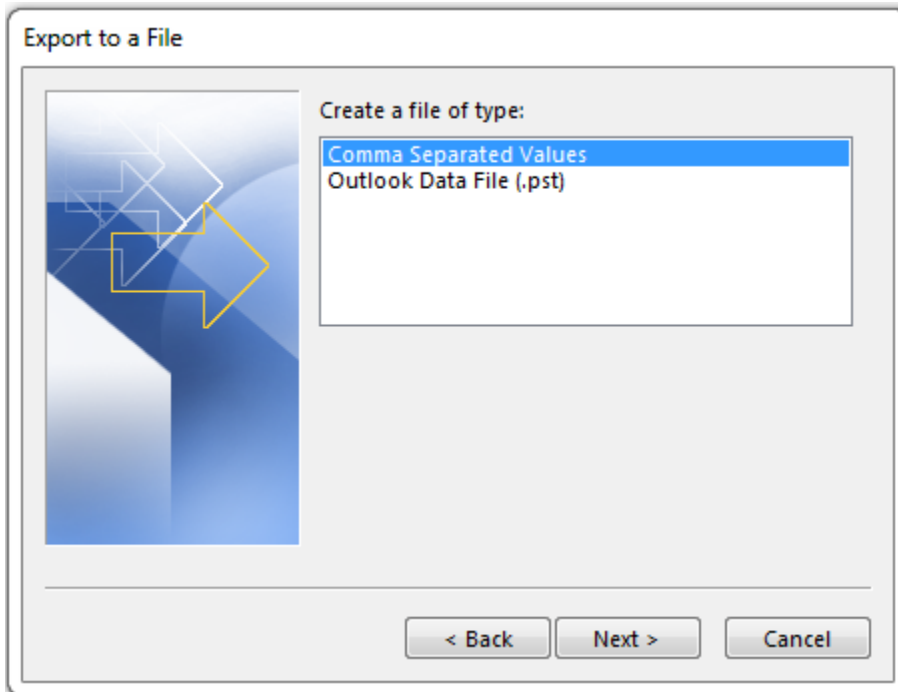 Export to a File
Create a file of type:
Comma Separated Values
Outlook Data File (.pst)
< Back
Next >
Cancel